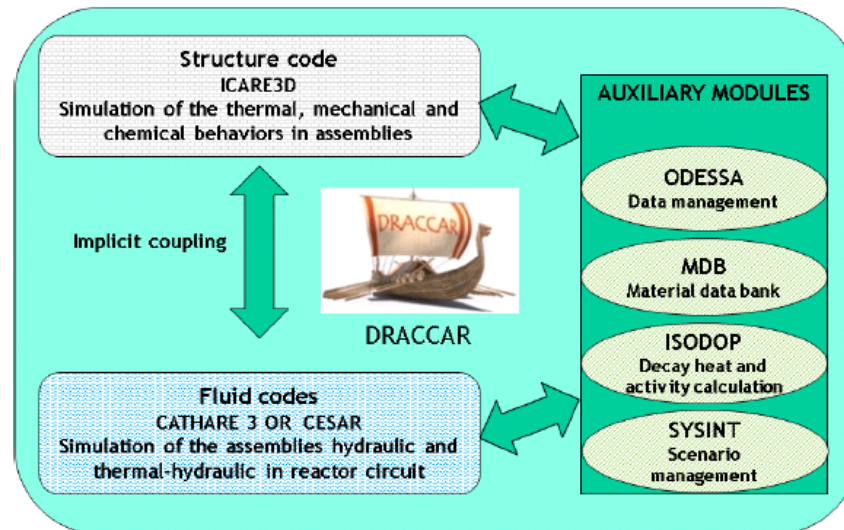 Structure code
ICARE3D
Simulation of the thermal, mechanical and
chemical behaviors in assemblies
Implicit coupling
DRACCAR
DRACCAR
Fluid codes
CATHARE 3 OR CESAR
Simulation of the assemblies hydraulic and
thermal-hydraulic in reactor circuit
AUXILIARY MODULES
ODESSA
Data management
MDB
Material data bank
ISODOP
Decay heat and
activity calculation
SYSINT
Scenario
management